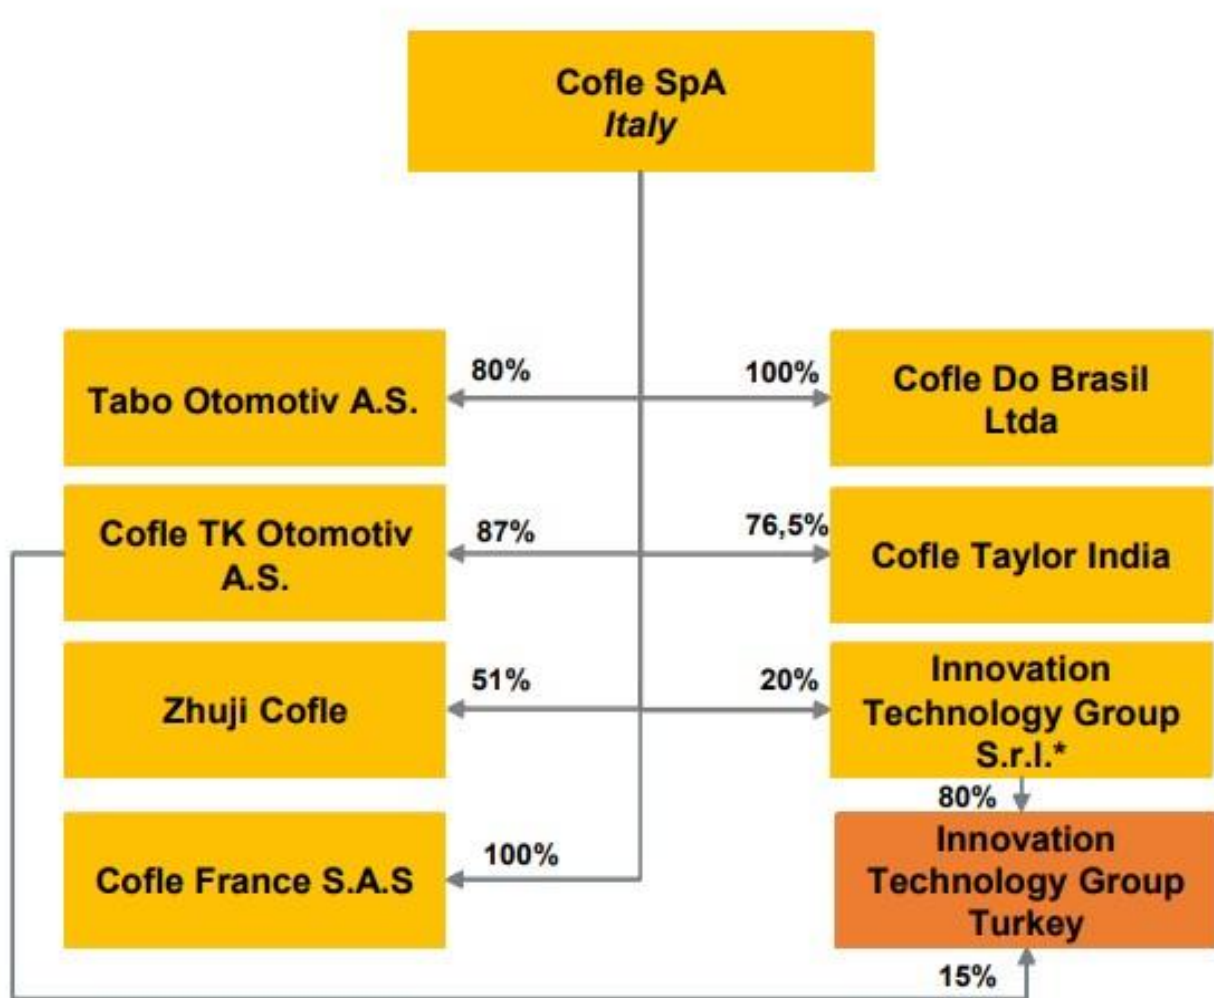 Cofle SpA
Italy
80%
100%
Tabo Otomotiv A.S.
Cofle Do Brasil
Ltda
87%
76,5%
Cofle TK Otomotiv
A.S.
Cofle Taylor India
51%
20%
Zhuji Cofle
Innovation
Technology Group
S.r.l.*
80%
100%
Cofle France S.A.S
Innovation
Technology Group
Turkey
15%